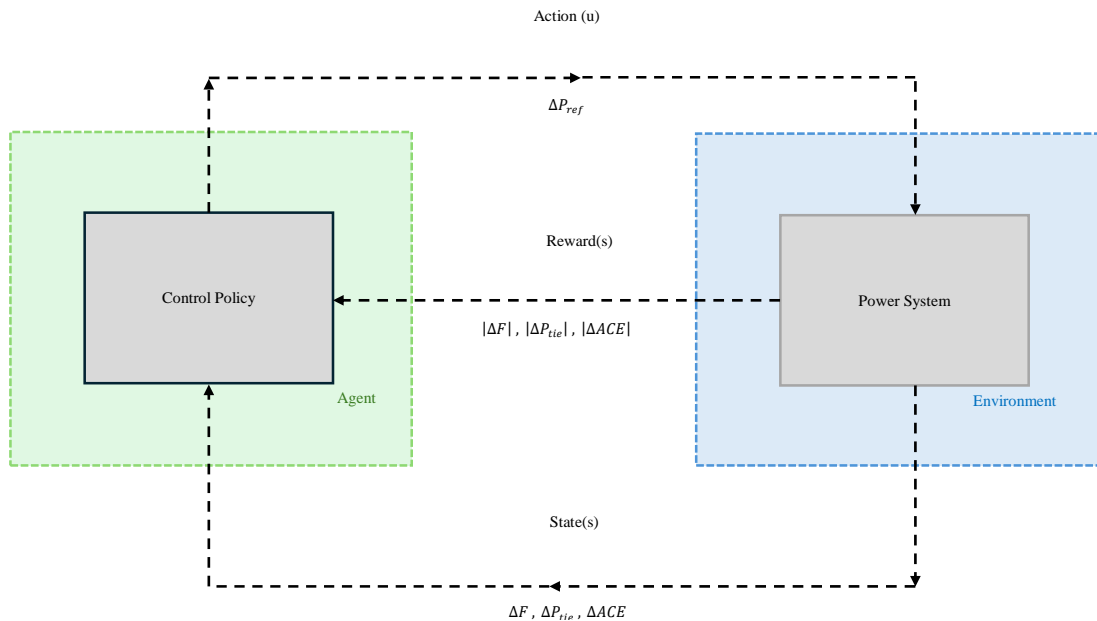 Action (u)
ΔP_ref
Reward(s)
Control Policy
Power System
|ΔF| , |ΔP_tie| , |ΔACE|
Agent
Environment
State(s)
ΔF , ΔP_tie , ΔACE